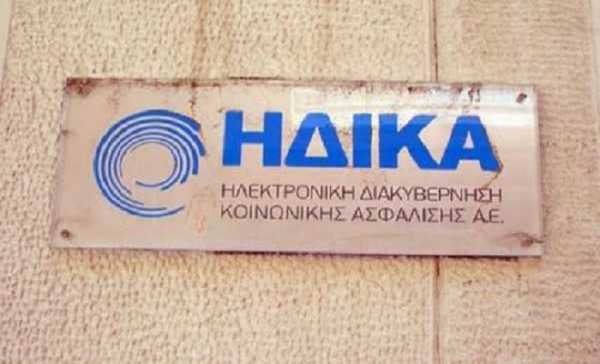 ΗΔΙΚΑ
ΗΛΕΚΤΡΟΝΙΚΗ ΔΙΑΚΥΒΕΡΝΗΣΗ
ΚΟΙΝΩΝΙΚΗΣ ΑΣΦΑΛΙΣΗΣ Α.Ε.